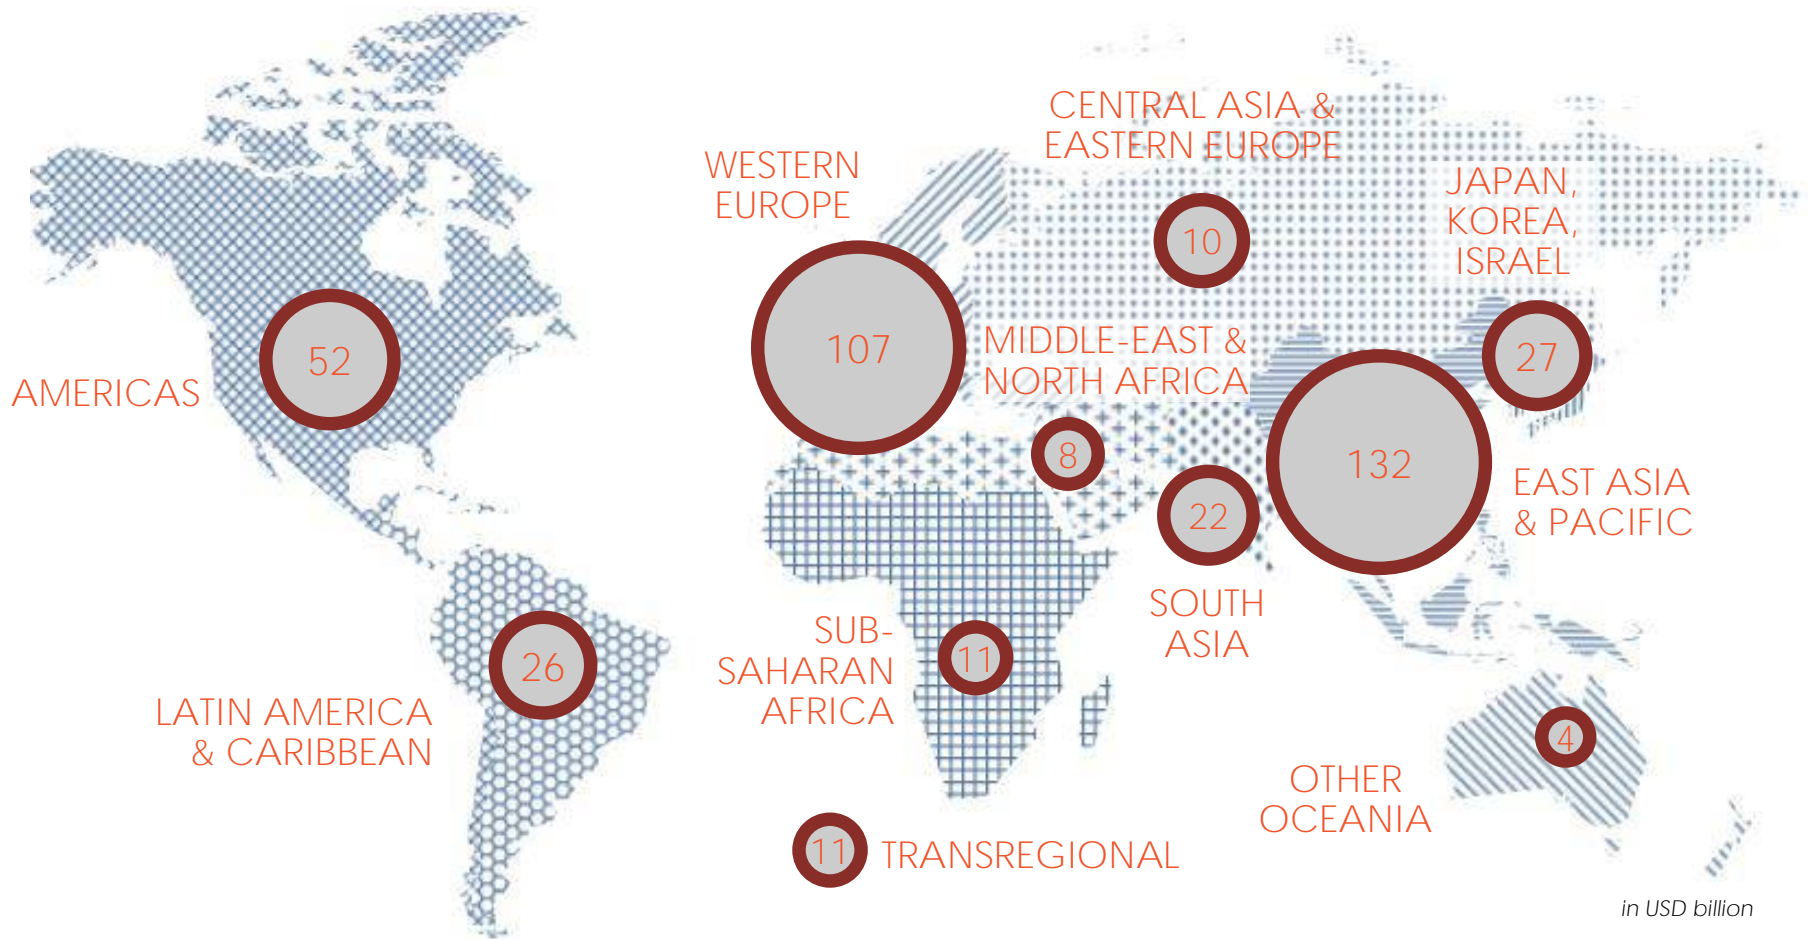 CENTRAL ASIA &
EASTERN EUROPE
WESTERN
EUROPE
JAPAN,
KOREA,
ISRAEL
10
107
MIDDLE-EAST &
NORTH AFRICA
27
52
AMERICAS
8
132
EAST ASIA
& PACIFIC
22
SOUTH
ASIA
SUB-
SAHARAN
AFRICA
11
26
LATIN AMERICA
& CARIBBEAN
4
OTHER
OCEANIA
11
TRANSREGIONAL
in USD billion